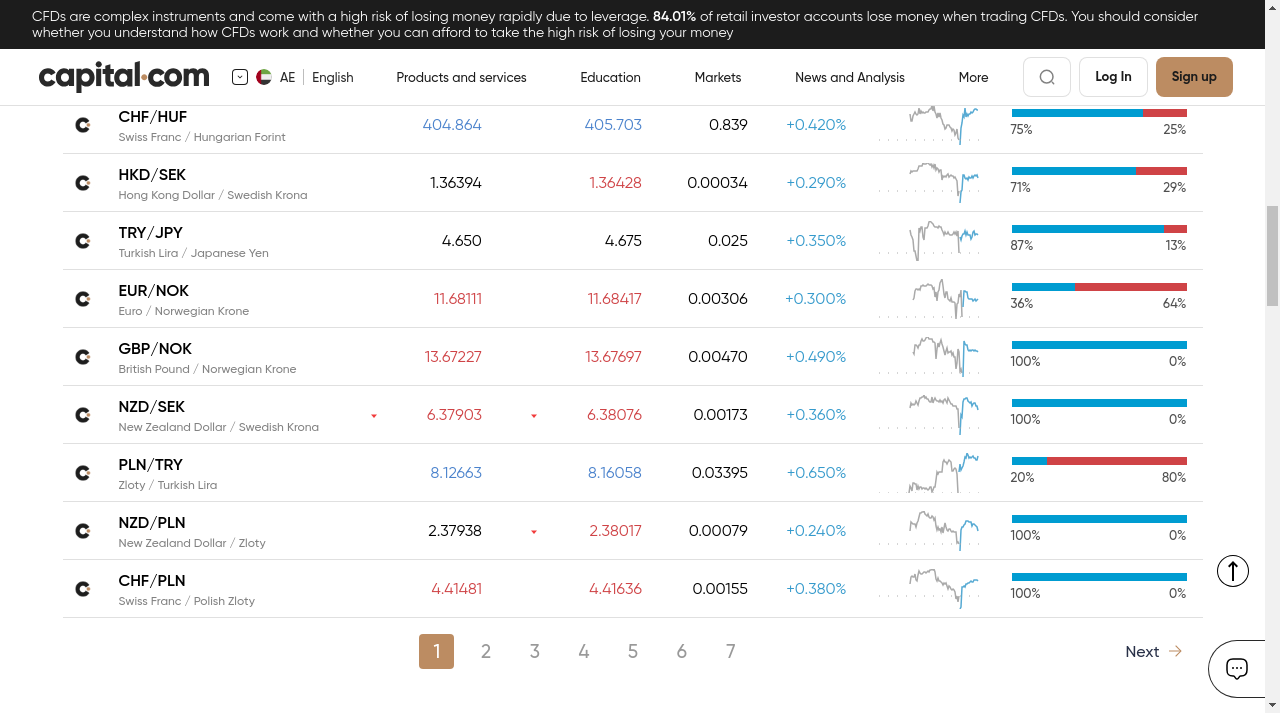 CFDs are complex instruments and come with a high risk of losing money rapidly due to leverage. 84.01% of retail investor accounts lose money when trading CFDs. You should consider
whether you understand how CFDs work and whether you can afford to take the high risk of losing your money
capital.com AE English Products and services Education Markets News and Analysis More Log In Sign up
CHF/HUF 404.864 405.703 0.839 +0.420%
Swiss Franc / Hungarian Forint 75% 25%
HKD/SEK 1.36394 1.36428 0.00034 +0.290%
Hong Kong Dollar / Swedish Krona 71% 29%
TRY/JPY 4.650 4.675 0.025 +0.350%
Turkish Lira / Japanese Yen 87% 13%
EUR/NOK 11.68111 11.68417 0.00306 +0.300%
Euro / Norwegian Krone 36% 64%
GBP/NOK 13.67227 13.67697 0.00470 +0.490%
British Pound / Norwegian Krone 100% 0%
NZD/SEK 6.37903 6.38076 0.00173 +0.360%
New Zealand Dollar / Swedish Krona 100% 0%
PLN/TRY 8.12663 8.16058 0.03395 +0.650%
Zloty / Turkish Lira 20% 80%
NZD/PLN 2.37938 2.38017 0.00079 +0.240%
New Zealand Dollar / Zloty 100% 0%
CHF/PLN 4.41481 4.41636 0.00155 +0.380%
Swiss Franc / Polish Zloty 100% 0%
1 2 3 4 5 6 7 Next